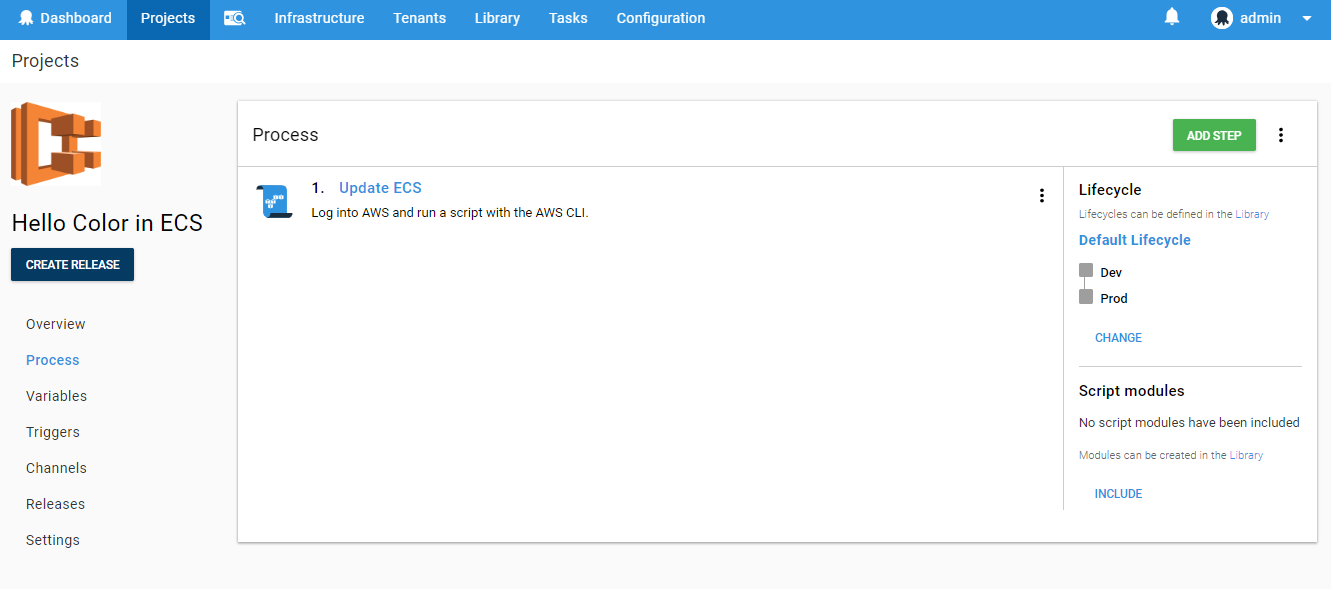 Dashboard Projects Infrastructure Tenants Library Tasks Configuration admin
Projects
Hello Color in ECS
CREATE RELEASE
Overview
Process
Variables
Triggers
Channels
Releases
Settings
Process
ADD STEP
1. Update ECS
Log into AWS and run a script with the AWS CLI.
Lifecycle
Lifecycles can be defined in the Library
Default Lifecycle
Dev
Prod
CHANGE
Script modules
No script modules have been included
Modules can be created in the Library
INCLUDE